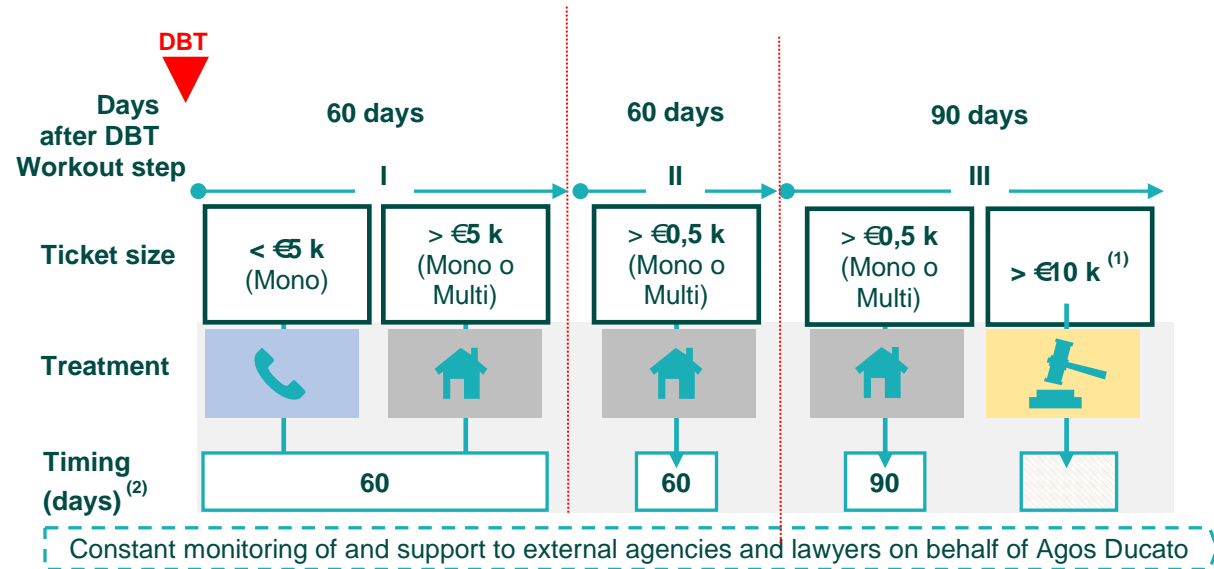 DBT
Days
after DBT
60 days
60 days
90 days
Workout step
I
II
III
Ticket size
< €5 k
(Mono)
> €5 k
(Mono o
Multi)
> €0,5 k
(Mono o
Multi)
> €0,5 k
(Mono o
Multi)
> €10 k (1)
Treatment
Timing
(days) (2)
60
60
90
Constant monitoring of and support to external agencies and lawyers on behalf of Agos Ducato